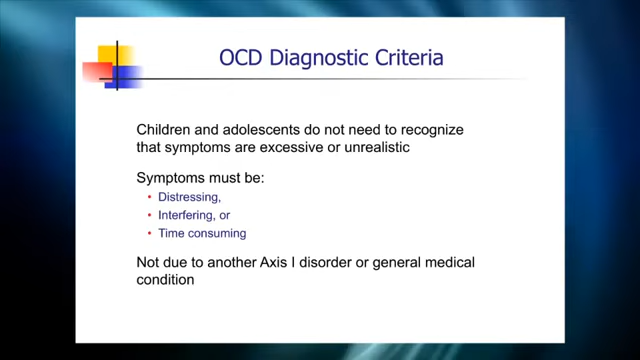 OCD Diagnostic Criteria
Children and adolescents do not need to recognize
that symptoms are excessive or unrealistic
Symptoms must be:
• Distressing,
• Interfering, or
• Time consuming
Not due to another Axis I disorder or general medical
condition